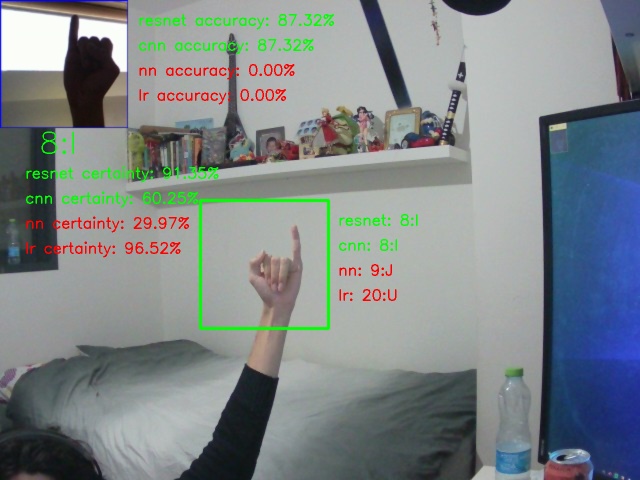 resnet accuracy: 87.32%
cnn accuracy: 87.32%
nn accuracy: 0.00%
lr accuracy: 0.00%
8:I
resnet certainty: 91.35%
cnn certainty: 60.25%
nn certainty: 29.97%
lr certainty: 96.52%
resnet: 8:I
cnn: 8:I
nn: 9:J
lr: 20:U